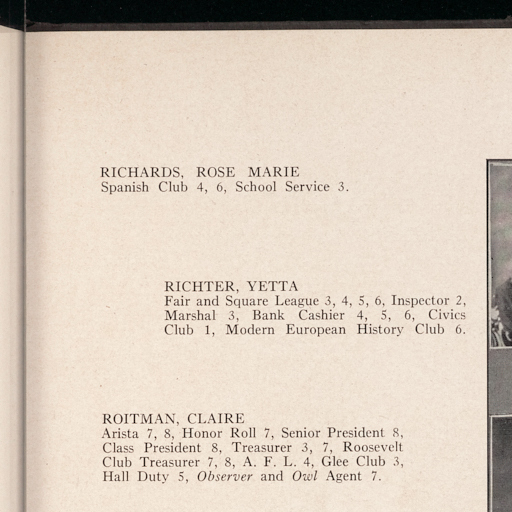 RICHARDS, ROSE MARIE
Spanish Club 4, 6, School Service 3.
RICHTER, YETTA
Fair and Square League 3, 4, 5, 6, Inspector 2,
Marshal 3, Bank Cashier 4, 5, 6, Civics
Club 1, Modern European History Club 6.
ROITMAN, CLAIRE
Arista 7, 8, Honor Roll 7, Senior President 8,
Class President 8, Treasurer 3, 7, Roosevelt
Club Treasurer 7, 8, A. F. L. 4, Glee Club 3,
Hall Duty 5, Observer and Owl Agent 7.